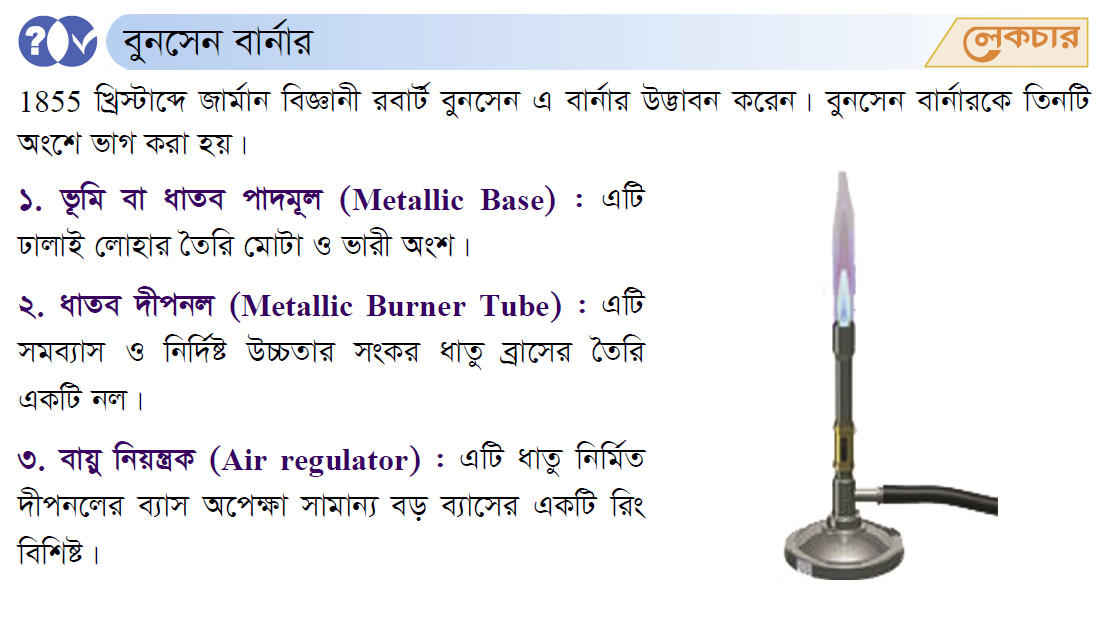 বুনসেন বার্নার
লেকচার
1855 খ্রিস্টাব্দে জার্মান বিজ্ঞানী রবার্ট বুনসেন এ বার্নার উদ্ভাবন করেন। বুনসেন বার্নারকে তিনটি
অংশে ভাগ করা হয়।
১. ভূমি বা ধাতব পাদমূল (Metallic Base) : এটি
ঢালাই লোহার তৈরি মোটা ও ভারী অংশ।
২. ধাতব দীপনল (Metallic Burner Tube) : এটি
সমব্যাস ও নির্দিষ্ট উচ্চতার সংকর ধাতু ব্রাসের তৈরি
একটি নল।
৩. বায়ু নিয়ন্ত্রক (Air regulator) : এটি ধাতু নির্মিত
দীপনলের ব্যাস অপেক্ষা সামান্য বড় ব্যাসের একটি রিং
বিশিষ্ট।